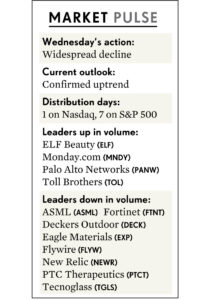 MARKET PULSE
Wednesday's action:
Widespread decline
Current outlook:
Confirmed uptrend
Distribution days:
1 on Nasdaq, 7 on S&P 500
Leaders up in volume:
ELF Beauty (ELF)
Monday.com (MNDY)
Palo Alto Networks (PANW)
Toll Brothers (TOL)
Leaders down in volume:
ASML (ASML) Fortinet (FTNT)
Deckers Outdoor (DECK)
Eagle Materials (EXP)
Flywire (FLYW)
New Relic (NEWR)
PTC Therapeutics (PTCT)
Tecnoglass (TGLS)